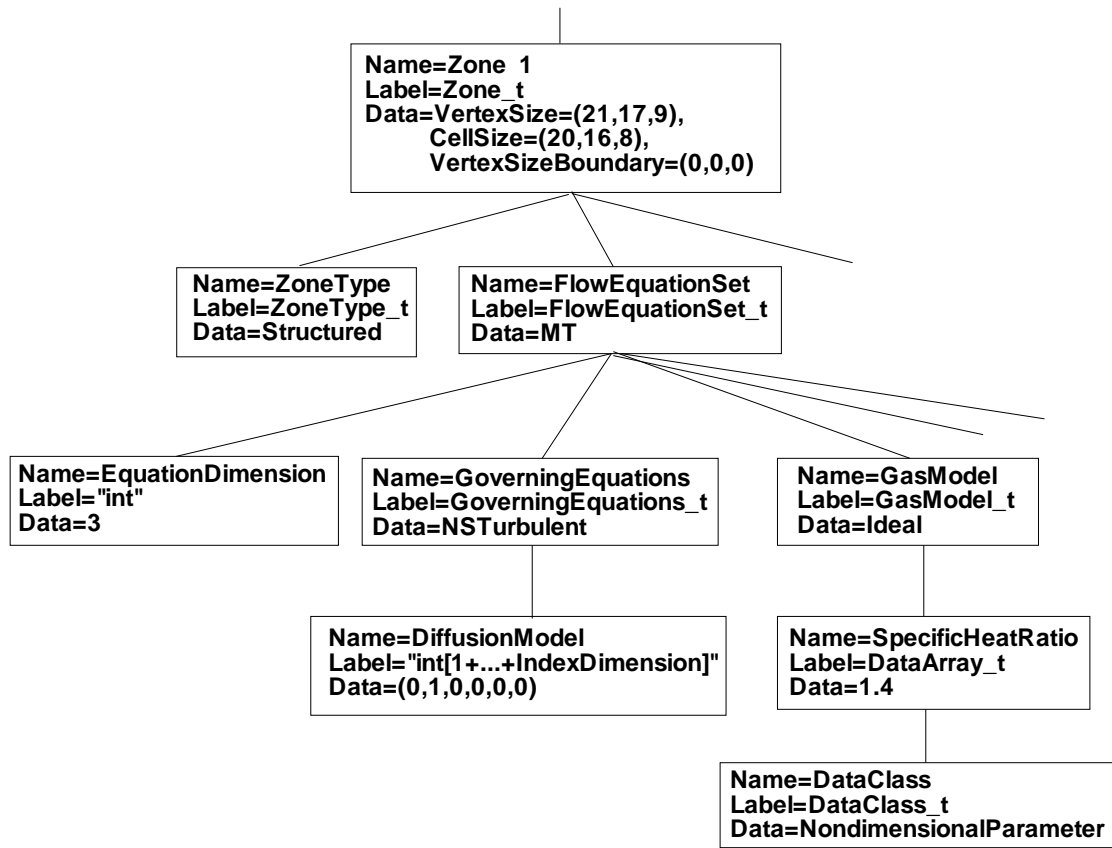 Name=Zone 1
Label=Zone_t
Data=VertexSize=(21,17,9),
CellSize=(20,16,8),
VertexSizeBoundary=(0,0,0)
Name=ZoneType
Label=ZoneType_t
Data=Structured
Name=FlowEquationSet
Label=FlowEquationSet_t
Data=MT
Name=EquationDimension
Label="int"
Data=3
Name=GoverningEquations
Label=GoverningEquations_t
Data=NSTurbulent
Name=GasModel
Label=GasModel_t
Data=Ideal
Name=DiffusionModel
Label="int[1+...+IndexDimension]"
Data=(0,1,0,0,0,0)
Name=SpecificHeatRatio
Label=DataArray_t
Data=1.4
Name=DataClass
Label=DataClass_t
Data=NondimensionalParameter